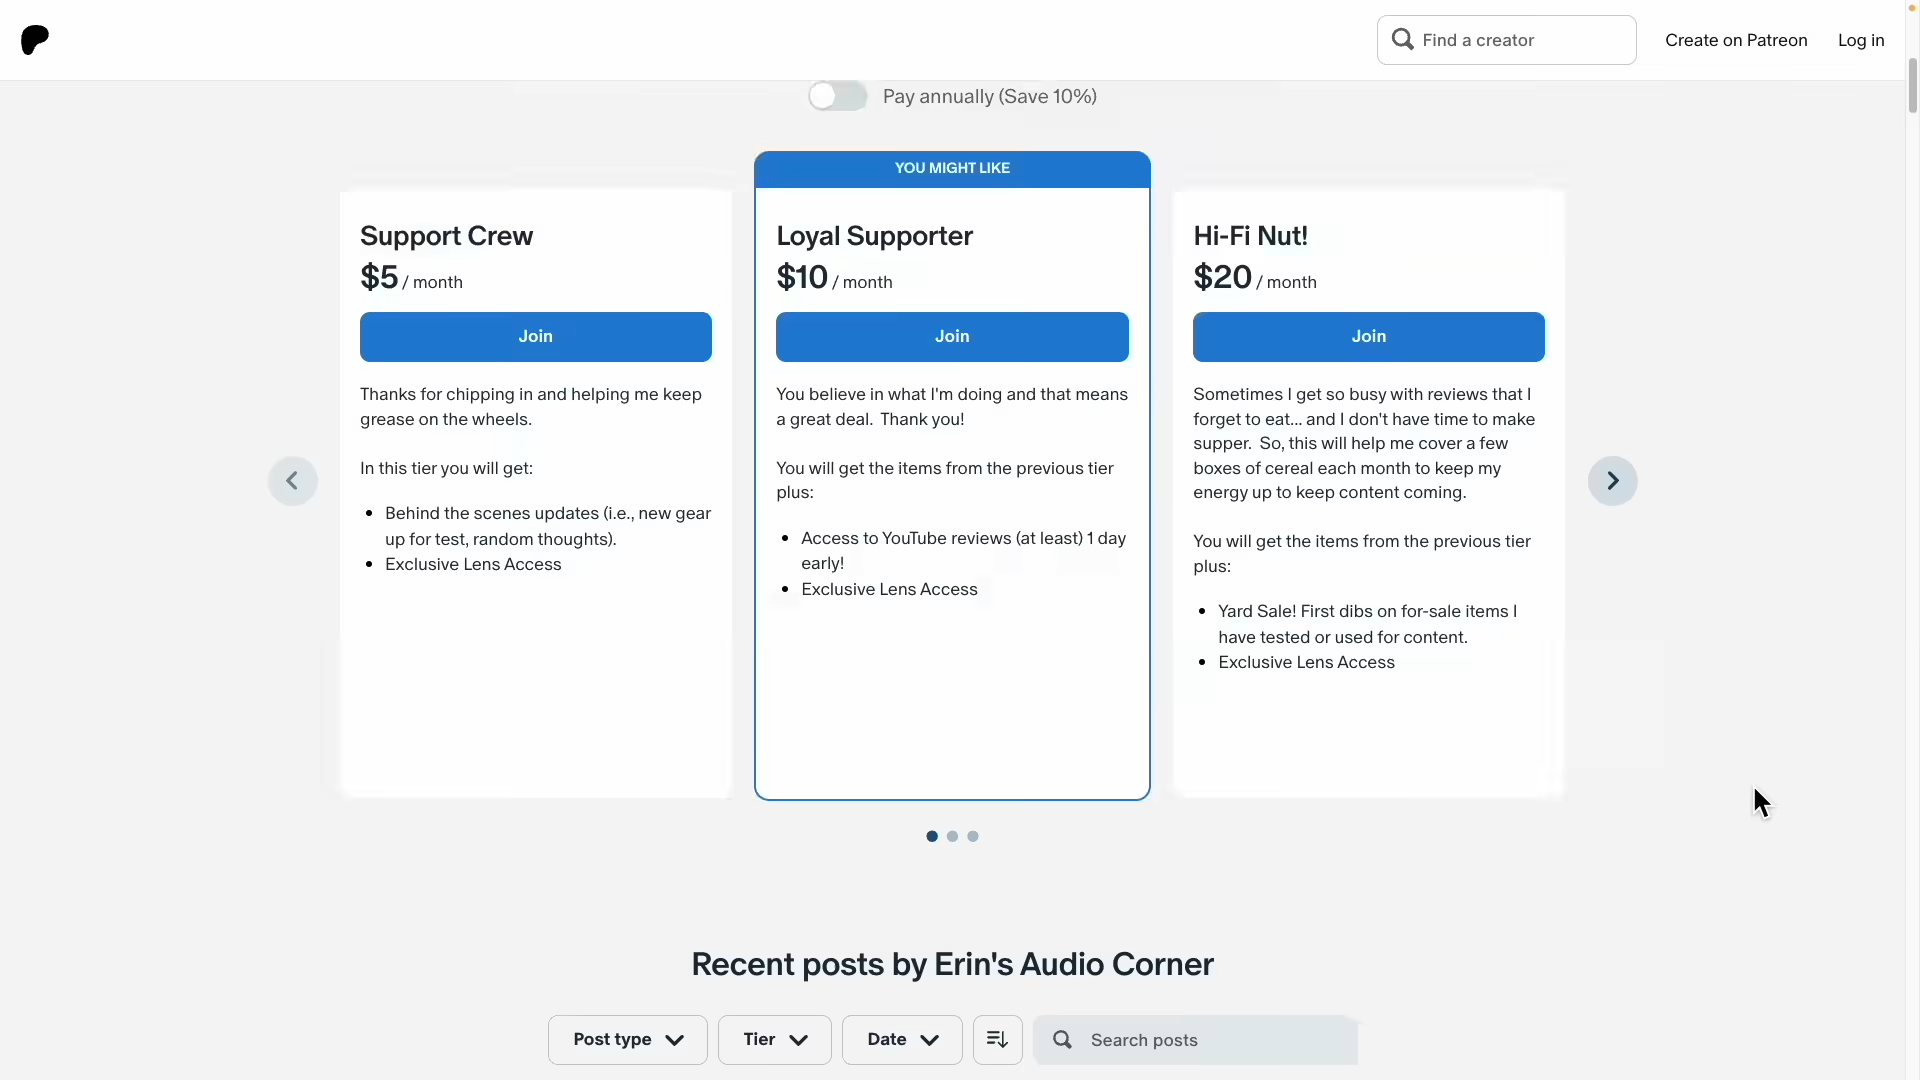 Find a creator
Create on Patreon
Log in
Pay annually (Save 10%)
YOU MIGHT LIKE
Support Crew
$5 / month
Join
Thanks for chipping in and helping me keep
grease on the wheels.
In this tier you will get:
• Behind the scenes updates (i.e., new gear
up for test, random thoughts).
• Exclusive Lens Access
Loyal Supporter
$10 / month
Join
You believe in what I'm doing and that means
a great deal.  Thank you!
You will get the items from the previous tier
plus:
• Access to YouTube reviews (at least) 1 day
early!
• Exclusive Lens Access
Hi-Fi Nut!
$20 / month
Join
Sometimes I get so busy with reviews that I
forget to eat... and I don't have time to make
supper.  So, this will help me cover a few
boxes of cereal each month to keep my
energy up to keep content coming.
You will get the items from the previous tier
plus:
• Yard Sale! First dibs on for-sale items I
have tested or used for content.
• Exclusive Lens Access
Recent posts by Erin's Audio Corner
Post type
Tier
Date
Search posts